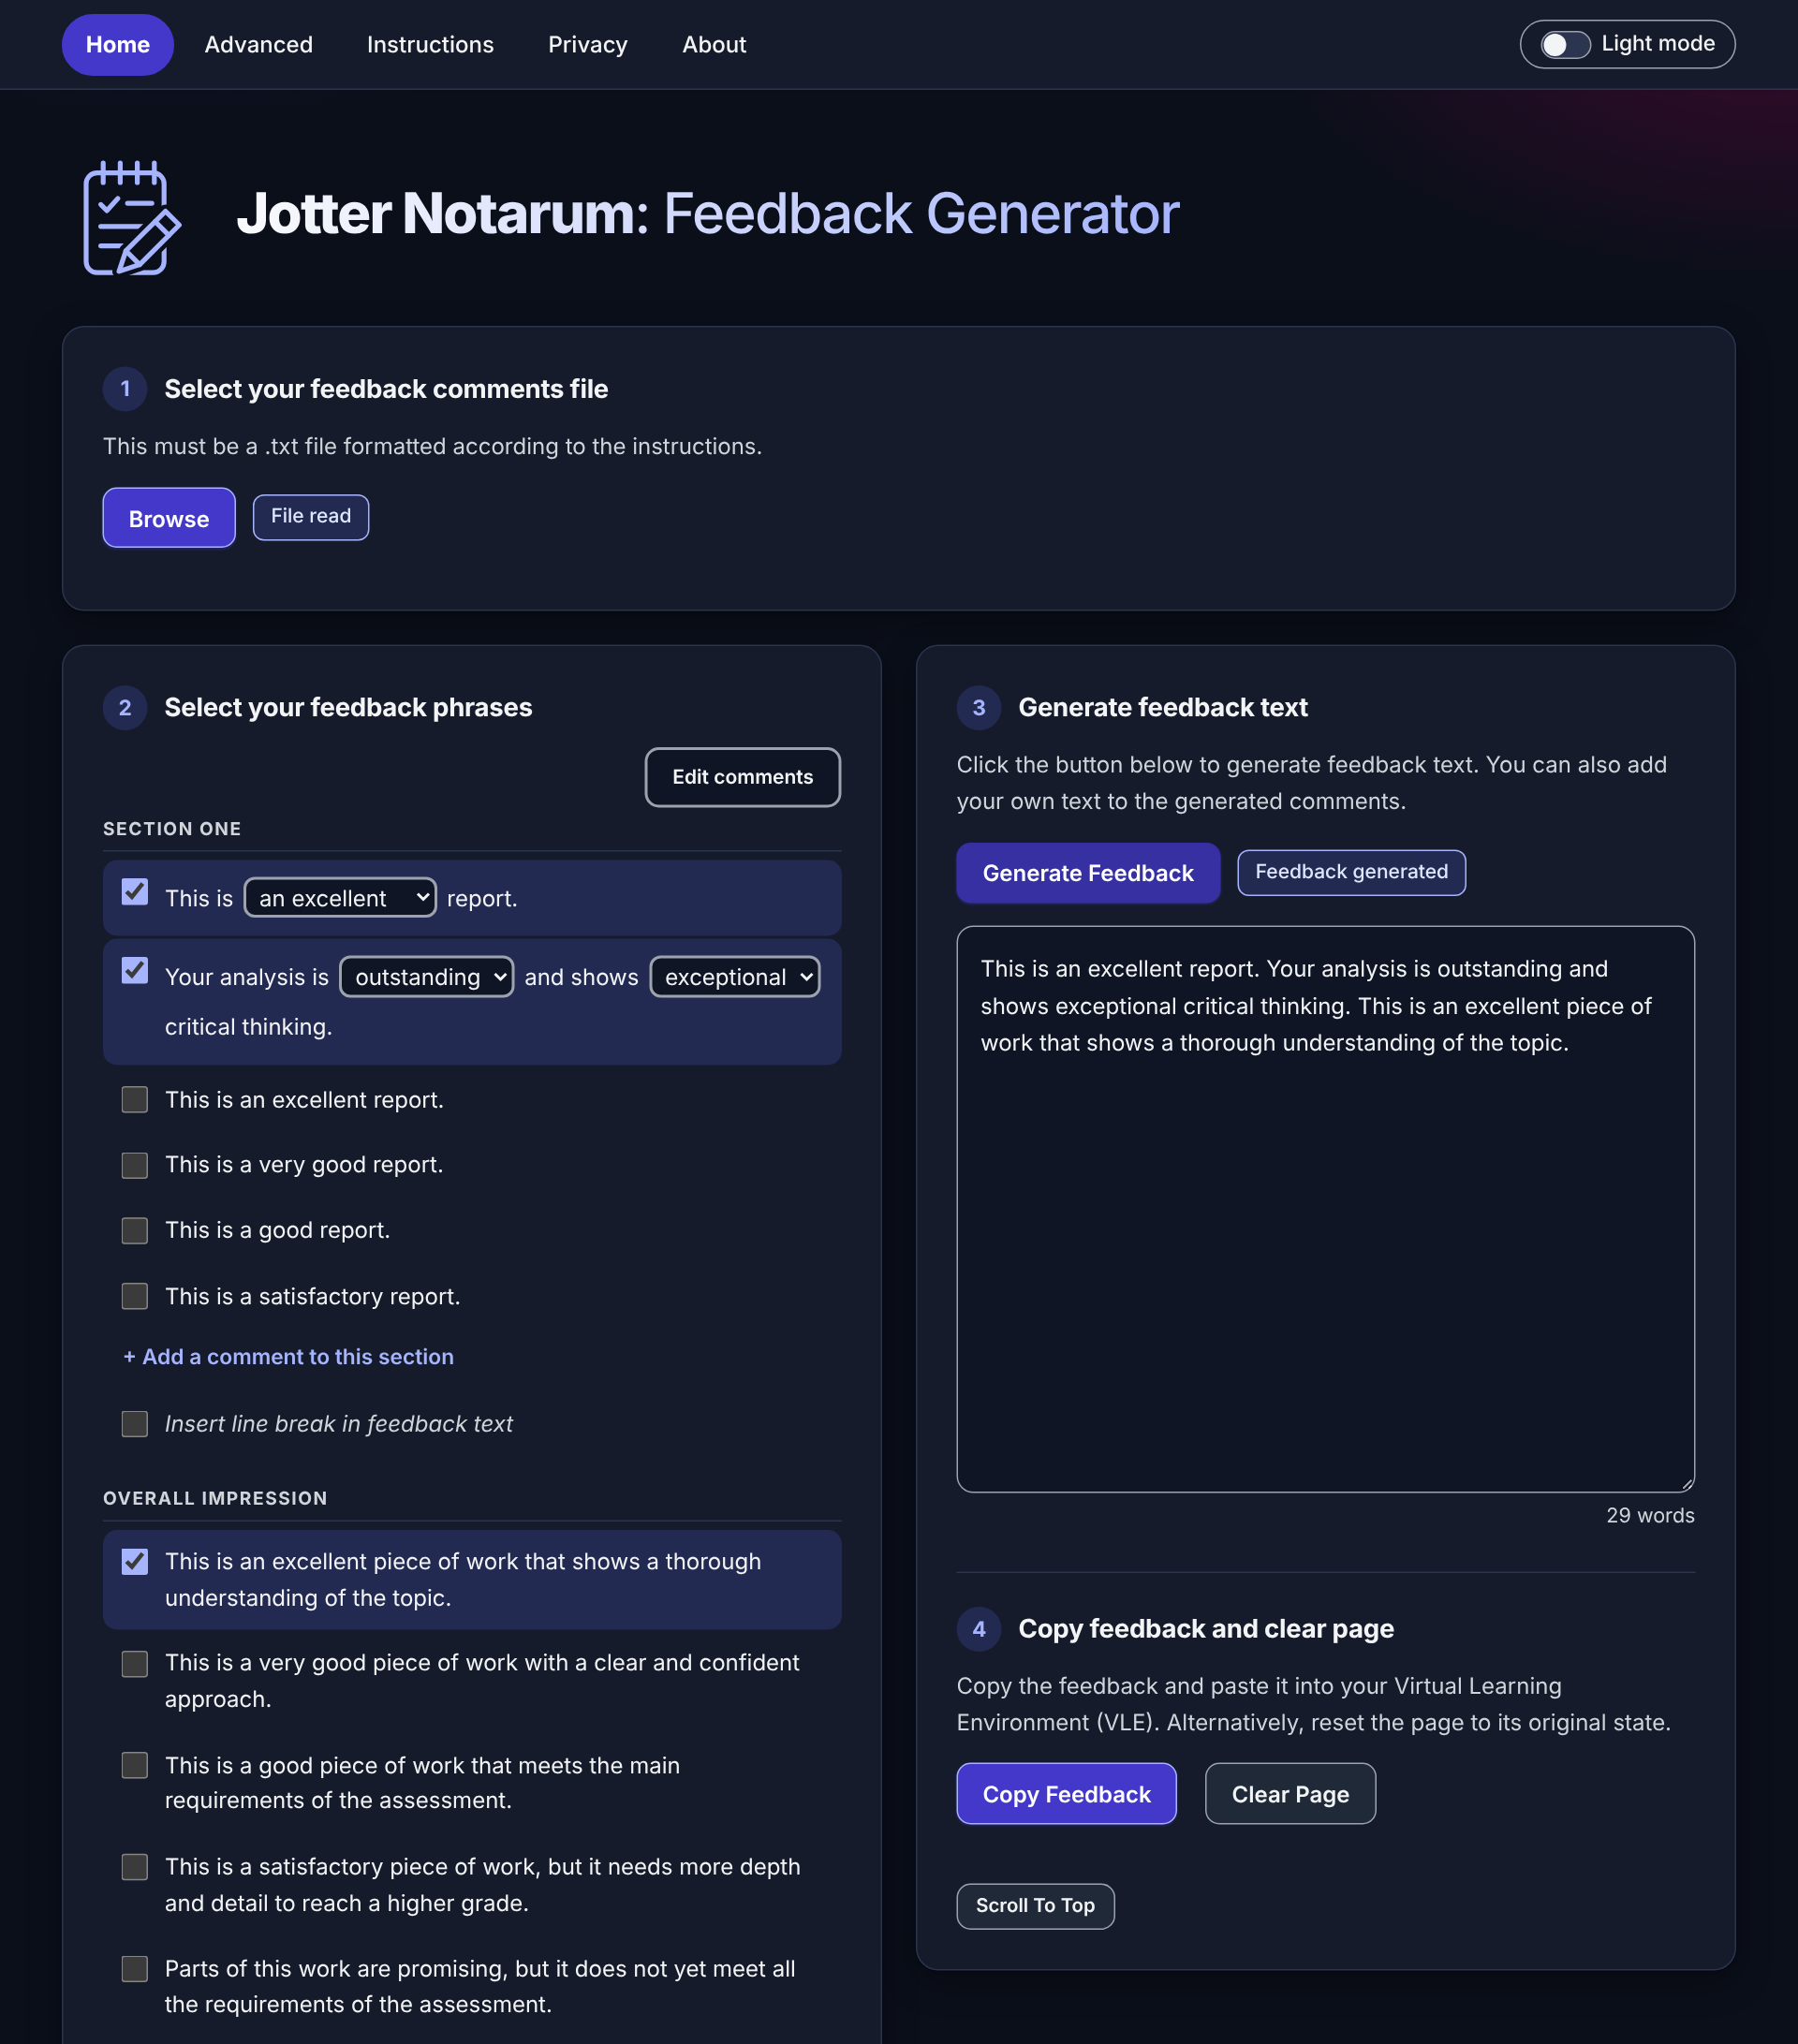 Home Advanced Instructions Privacy About Light mode
Jotter Notarum: Feedback Generator
1 Select your feedback comments file
This must be a .txt file formatted according to the instructions.
Browse File read
2 Select your feedback phrases
Edit comments
SECTION ONE
This is an excellent report.
Your analysis is outstanding and shows exceptional
critical thinking.
This is an excellent report.
This is a very good report.
This is a good report.
This is a satisfactory report.
+ Add a comment to this section
Insert line break in feedback text
OVERALL IMPRESSION
This is an excellent piece of work that shows a thorough
understanding of the topic.
This is a very good piece of work with a clear and confident
approach.
This is a good piece of work that meets the main
requirements of the assessment.
This is a satisfactory piece of work, but it needs more depth
and detail to reach a higher grade.
Parts of this work are promising, but it does not yet meet all
the requirements of the assessment.
3 Generate feedback text
Click the button below to generate feedback text. You can also add
your own text to the generated comments.
Generate Feedback Feedback generated
This is an excellent report. Your analysis is outstanding and
shows exceptional critical thinking. This is an excellent piece of
work that shows a thorough understanding of the topic.
29 words
4 Copy feedback and clear page
Copy the feedback and paste it into your Virtual Learning
Environment (VLE). Alternatively, reset the page to its original state.
Copy Feedback Clear Page
Scroll To Top